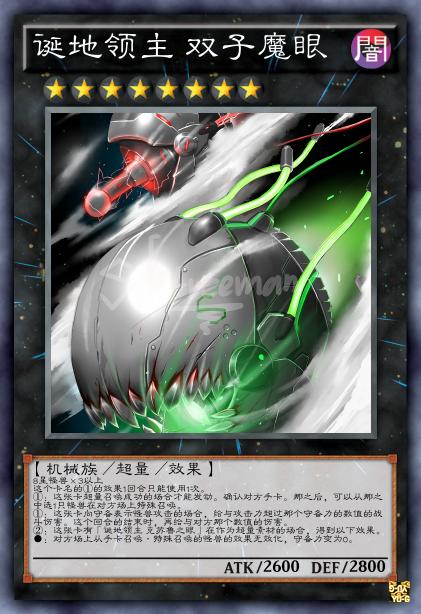 诞地领主 双子魔眼
闇
【机械族／超量／效果】
8星怪兽×3以上
这个卡名的①的效果1回合只能使用1次。
①：这张卡超量召唤成功的场合才能发动。确认对方手卡。那之后，可以从那之
中选1只怪兽在对方场上特殊召唤。
①：这张卡向守备表示怪兽攻击的场合，给与攻击力超过那个守备力的数值的战
斗伤害。这个回合的结束时，再给与对方那个数值的伤害。
②：这张卡有「诞地领主 克苏鲁之眼」在作为超量素材的场合，得到以下效果。
●：对方场上从手卡召唤·特殊召唤的怪兽的效果无效化，守备力变为0。
ATK/2600 DEF/2800